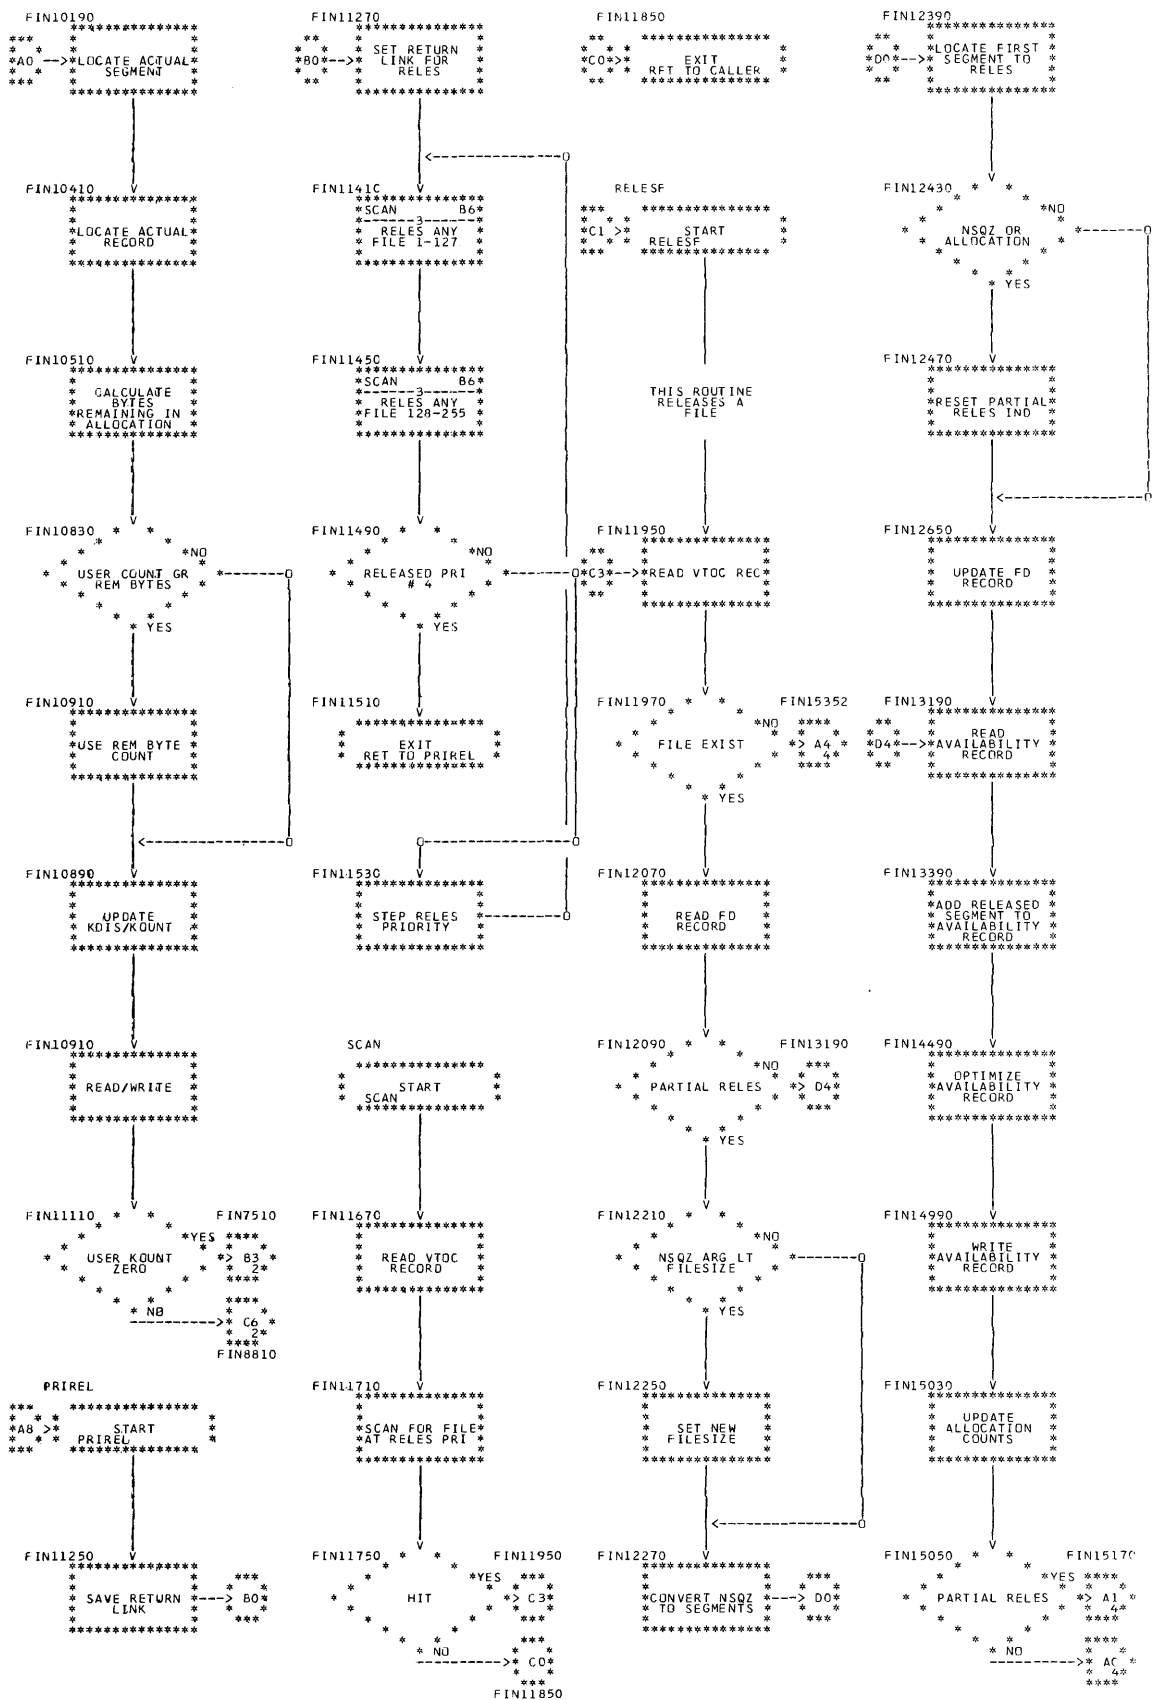 FIN10190
A0
LOCATE ACTUAL
SEGMENT
FIN10410
LOCATE ACTUAL
RECORD
FIN10510
CALCULATE
BYTES
REMAINING IN
ALLOCATION
FIN10830
USER COUNT GR
REM BYTES
NO
YES
FIN10910
USE REM BYTE
COUNT
FIN10890
UPDATE
KDIS/KOUNT
FIN10910
READ/WRITE
FIN11110
USER KOUNT
ZERO
YES
FIN7510
B3
2
NO
C6
2
FIN8810
PRIREL
A8
START
PRIREL
FIN11250
SAVE RETURN
LINK
B0
FIN11270
B0
SET RETURN
LINK FOR
RELES
FIN11410
SCAN B6
3
RELES ANY
FILE 1-127
FIN11450
SCAN B6
3
RELES ANY
FILE 128-255
FIN11490
RELEASED PRI
# 4
NO
YES
FIN11510
EXIT
RET TO PRIREL
FIN11530
STEP RELES
PRIORITY
SCAN
START
SCAN
FIN11670
READ VTOC
RECORD
FIN11710
SCAN FOR FILE
AT RELES PRI
FIN11750
HIT
YES
FIN11950
C3
NO
C0
FIN11850
FIN11850
C0
EXIT
RET TO CALLER
RELESF
C1
START
RELESF
THIS ROUTINE
RELEASES A
FILE
FIN11950
C3
READ VTOC REC
FIN11970
FILE EXIST
NO
FIN15352
A4
4
YES
FIN12070
READ FD
RECORD
FIN12090
PARTIAL RELES
NO
FIN13190
D4
YES
FIN12210
NSQZ ARG LT
FILESIZE
NO
YES
FIN12250
SET NEW
FILESIZE
FIN12270
CONVERT NSQZ
TO SEGMENTS
D0
FIN12390
D0
LOCATE FIRST
SEGMENT TO
RELES
FIN12430
NSQZ OR
ALLOCATION
NO
YES
FIN12470
RESET PARTIAL
RELES IND
FIN12650
UPDATE FD
RECORD
FIN13190
D4
READ
AVAILABILITY
RECORD
FIN13390
ADD RELEASED
SEGMENT TO
AVAILABILITY
RECORD
FIN14490
OPTIMIZE
AVAILABILITY
RECORD
FIN14990
WRITE
AVAILABILITY
RECORD
FIN15030
UPDATE
ALLOCATION
COUNTS
FIN15050
PARTIAL RELES
YES
FIN15170
A1
4
NO
A0
4